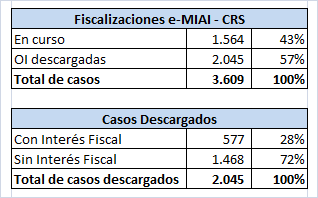 Fiscalizaciones e-MIAI - CRS
En curso 1.564 43%
OI descargadas 2.045 57%
Total de casos 3.609 100%
Casos Descargados
Con Interés Fiscal 577 28%
Sin Interés Fiscal 1.468 72%
Total de casos descargados 2.045 100%